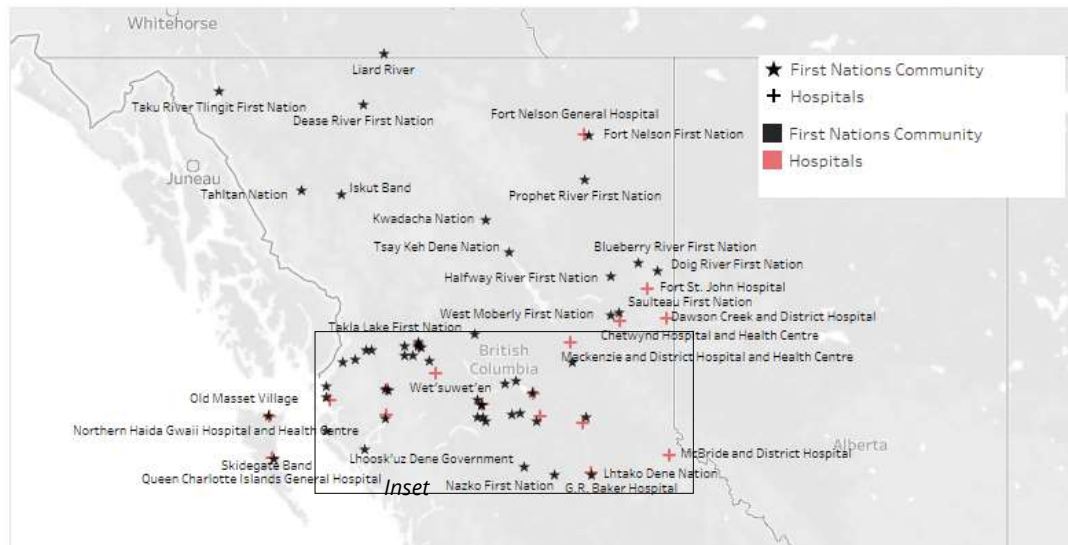 Whitehorse
Liard River
First Nations Community
Hospitals
First Nations Community
Hospitals
Taku River Tlingit First Nation
Dease River First Nation
Fort Nelson General Hospital
Fort Nelson First Nation
Juneau
Tahltan Nation
Iskut Band
Prophet River First Nation
Kwadacha Nation
Tsay Keh Dene Nation
Blueberry River First Nation
Doig River First Nation
Halfway River First Nation
Fort St. John Hospital
Saulteau First Nation
West Moberly First Nation
Dawson Creek and District Hospital
Takla Lake First Nation
Chetwynd Hospital and Health Centre
British
Columbia
Mackenzie and District Hospital and Health Centre
Wet'suwet'en
Old Masset Village
Northern Haida Gwaii Hospital and Health Centre
Alberta
McBride and District Hospital
Lhoosk'uz Dene Government
Skidegate Band
Lhtako Dene Nation
Queen Charlotte Islands General Hospital
Inset
Nazko First Nation
G.R. Baker Hospital